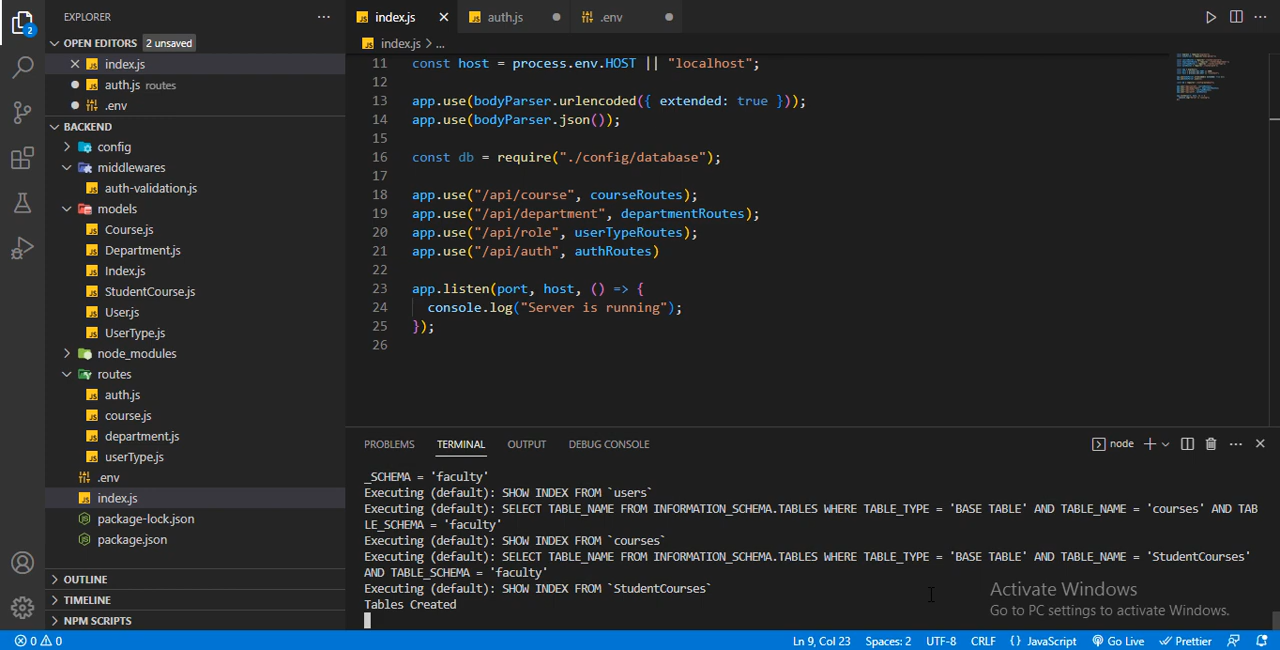 EXPLORER
OPEN EDITORS 2 unsaved
index.js
auth.js routes
.env
BACKEND
config
middlewares
auth-validation.js
models
Course.js
Department.js
Index.js
StudentCourse.js
User.js
UserType.js
node_modules
routes
auth.js
course.js
department.js
userType.js
.env
index.js
package-lock.json
package.json
OUTLINE
TIMELINE
NPM SCRIPTS
index.js auth.js .env
index.js > ...
11 const host = process.env.HOST || "localhost";
12
13 app.use(bodyParser.urlencoded({ extended: true }));
14 app.use(bodyParser.json());
15
16 const db = require("./config/database");
17
18 app.use("/api/course", courseRoutes);
19 app.use("/api/department", departmentRoutes);
20 app.use("/api/role", userTypeRoutes);
21 app.use("/api/auth", authRoutes)
22
23 app.listen(port, host, () => {
24 console.log("Server is running");
25 });
26
PROBLEMS TERMINAL OUTPUT DEBUG CONSOLE node
_SCHEMA = 'faculty'
Executing (default): SHOW INDEX FROM `users`
Executing (default): SELECT TABLE_NAME FROM INFORMATION_SCHEMA.TABLES WHERE TABLE_TYPE = 'BASE TABLE' AND TABLE_NAME = 'courses' AND TAB
LE_SCHEMA = 'faculty'
Executing (default): SHOW INDEX FROM `courses`
Executing (default): SELECT TABLE_NAME FROM INFORMATION_SCHEMA.TABLES WHERE TABLE_TYPE = 'BASE TABLE' AND TABLE_NAME = 'StudentCourses'
AND TABLE_SCHEMA = 'faculty'
Executing (default): SHOW INDEX FROM `StudentCourses`
Tables Created
Activate Windows
Go to PC settings to activate Windows.
2
0 0 Ln 9, Col 23 Spaces: 2 UTF-8 CRLF {} JavaScript Go Live Prettier